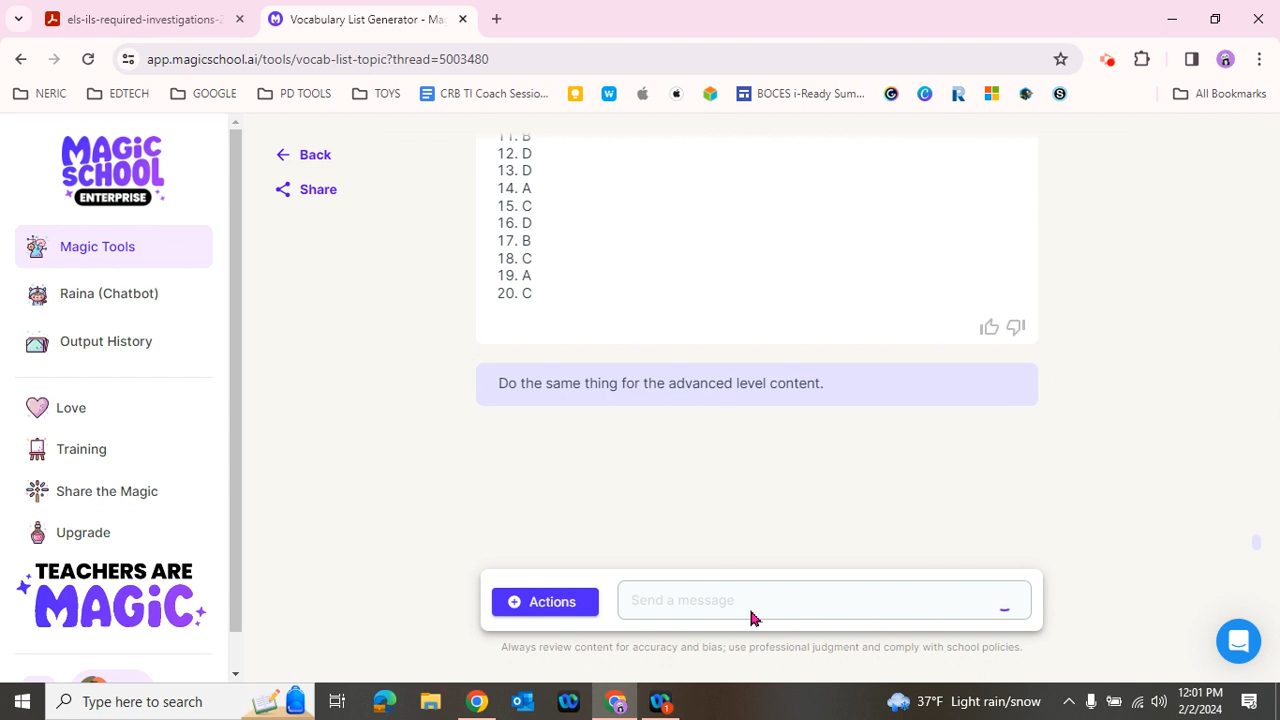 els-ils-required-investigations-
Vocabulary List Generator - Ma
app.magicschool.ai/tools/vocab-list-topic?thread=5003480
NERIC
EDTECH
GOOGLE
PD TOOLS
TOYS
CRB TI Coach Sessio...
BOCES i-Ready Sum...
All Bookmarks
MAGIC
SCHOOL
ENTERPRISE
Magic Tools
Raina (Chatbot)
Output History
Love
Training
Share the Magic
Upgrade
TEACHERS ARE
MAGIC
Back
Share
11. B
12. D
13. D
14. A
15. C
16. D
17. B
18. C
19. A
20. C
Do the same thing for the advanced level content.
Actions
Send a message
Always review content for accuracy and bias; use professional judgment and comply with school policies.
Type here to search
37°F Light rain/snow
12:01 PM
2/2/2024